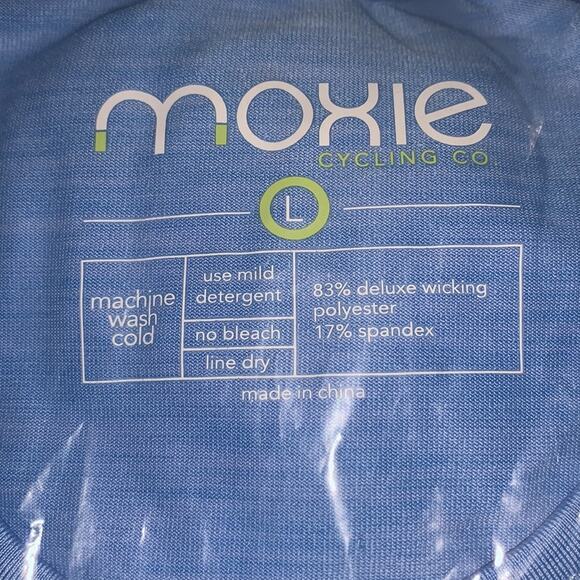 moxie
CYCLING CO.
L
machine
wash
cold
use mild
detergent
no bleach
line dry
83% deluxe wicking
polyester
17% spandex
made in china